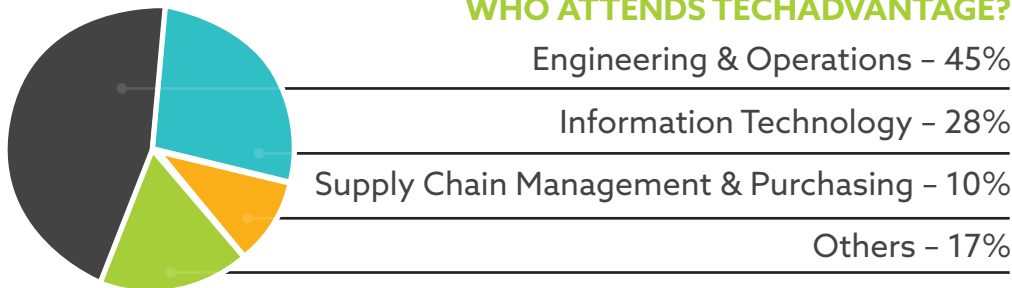 WHO ATTENDS TECHADVANTAGE?
Engineering & Operations – 45%
Information Technology – 28%
Supply Chain Management & Purchasing – 10%
Others – 17%